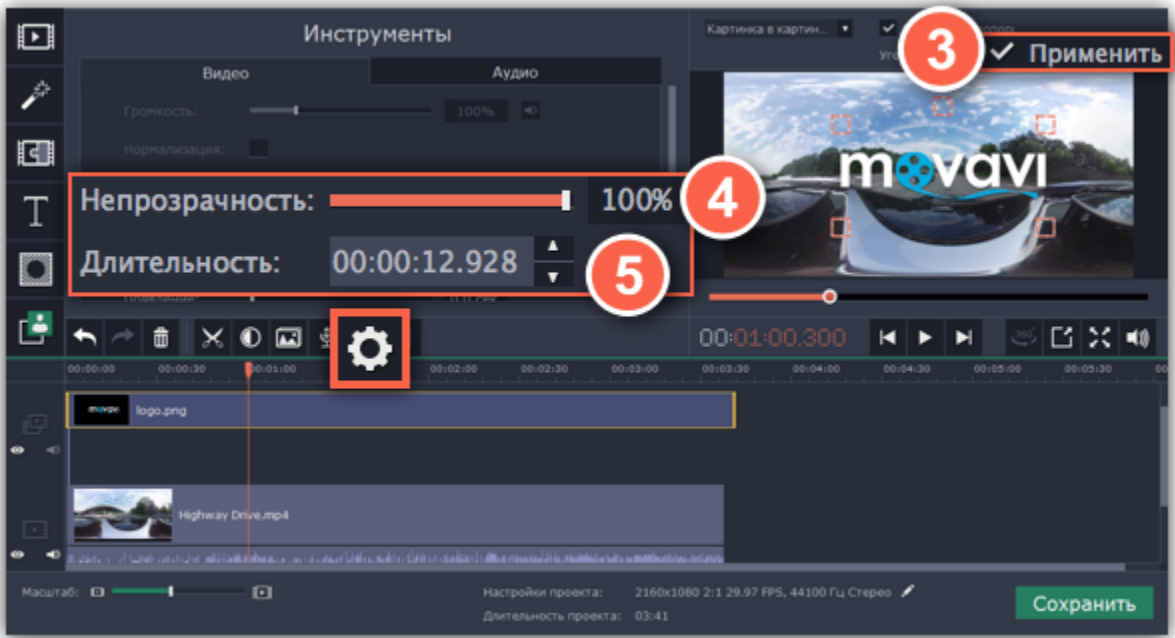 Инструменты
Картинка в картин...
3
Применить
Видео
Аудио
Громкость:
100%
Нормализация:
movavi
Непрозрачность:
100%
4
Длительность:
00:00:12.928
5
00:01:00.300
360°
00:00:00
00:00:30
00:01:00
00:02:00
00:02:30
00:03:00
00:03:30
00:04:00
00:04:30
00:05:00
00:05:30
movavi
logo.png
Highway Drive.mp4
Масштаб:
Настройки проекта:
2160x1080 2:1 29.97 FPS, 44100 Гц Стерео
Длительность проекта:
03:41
Сохранить